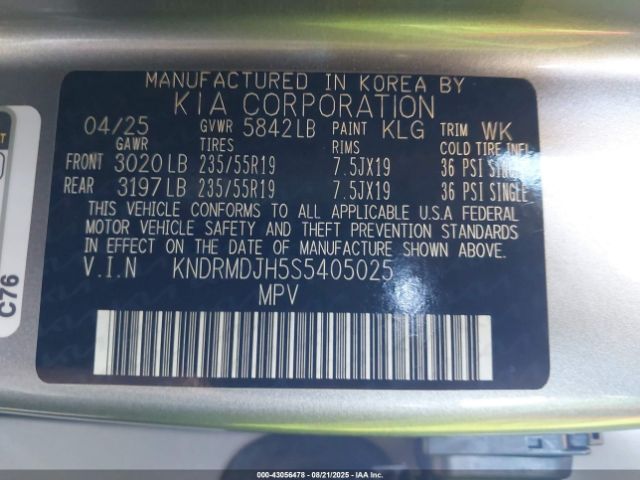 MANUFACTURED IN KOREA BY
KIA CORPORATION
04/25 GVWR 5842LB PAINT KLG TRIM WK
GAWR TIRES RIMS COLD TIRE INFL.
FRONT 3020LB 235/55R19 7.5JX19 36 PSI SINGLE
REAR 3197LB 235/55R19 7.5JX19 36 PSI SINGLE
THIS VEHICLE CONFORMS TO ALL APPLICABLE U.S.A FEDERAL
MOTOR VEHICLE SAFETY AND THEFT PREVENTION STANDARDS
IN EFFECT ON THE DATE OF MANUFACTURE SHOWN ABOVE.
V.I.N KNDRMDJH5S5405025
MPV
C76
000-43056478 - 08/21/2025 - COPART